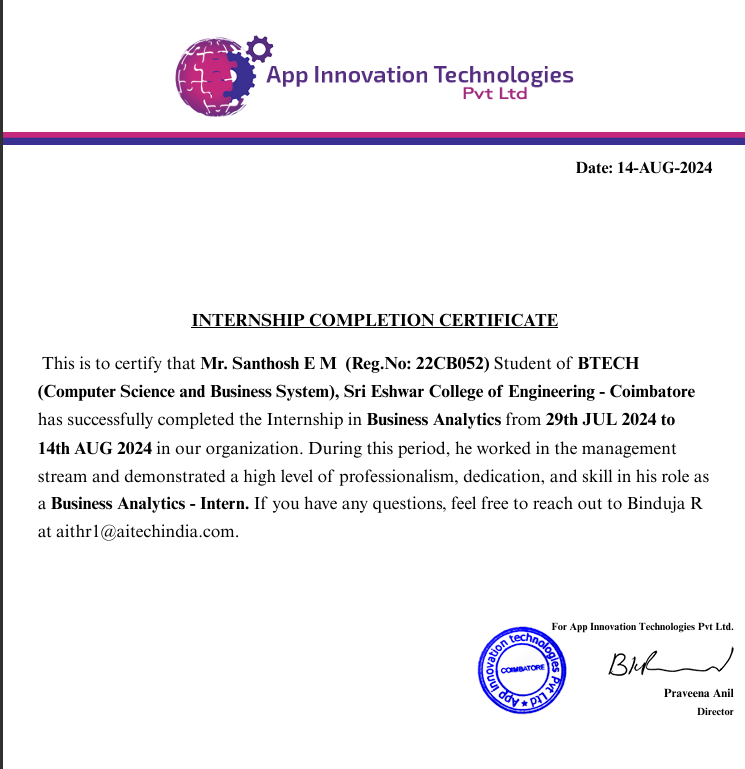 App Innovation Technologies
Pvt Ltd
Date: 14-AUG-2024
INTERNSHIP COMPLETION CERTIFICATE
This is to certify that Mr. Santhosh E M (Reg.No: 22CB052) Student of BTECH
(Computer Science and Business System), Sri Eshwar College of Engineering - Coimbatore
has successfully completed the Internship in Business Analytics from 29th JUL 2024 to
14th AUG 2024 in our organization. During this period, he worked in the management
stream and demonstrated a high level of professionalism, dedication, and skill in his role as
a Business Analytics - Intern. If you have any questions, feel free to reach out to Binduja R
at aithr1@aitechindia.com.
For App Innovation Technologies Pvt Ltd.
App Innovation technologies Pvt Ltd
COIMBATORE
Praveena Anil
Director